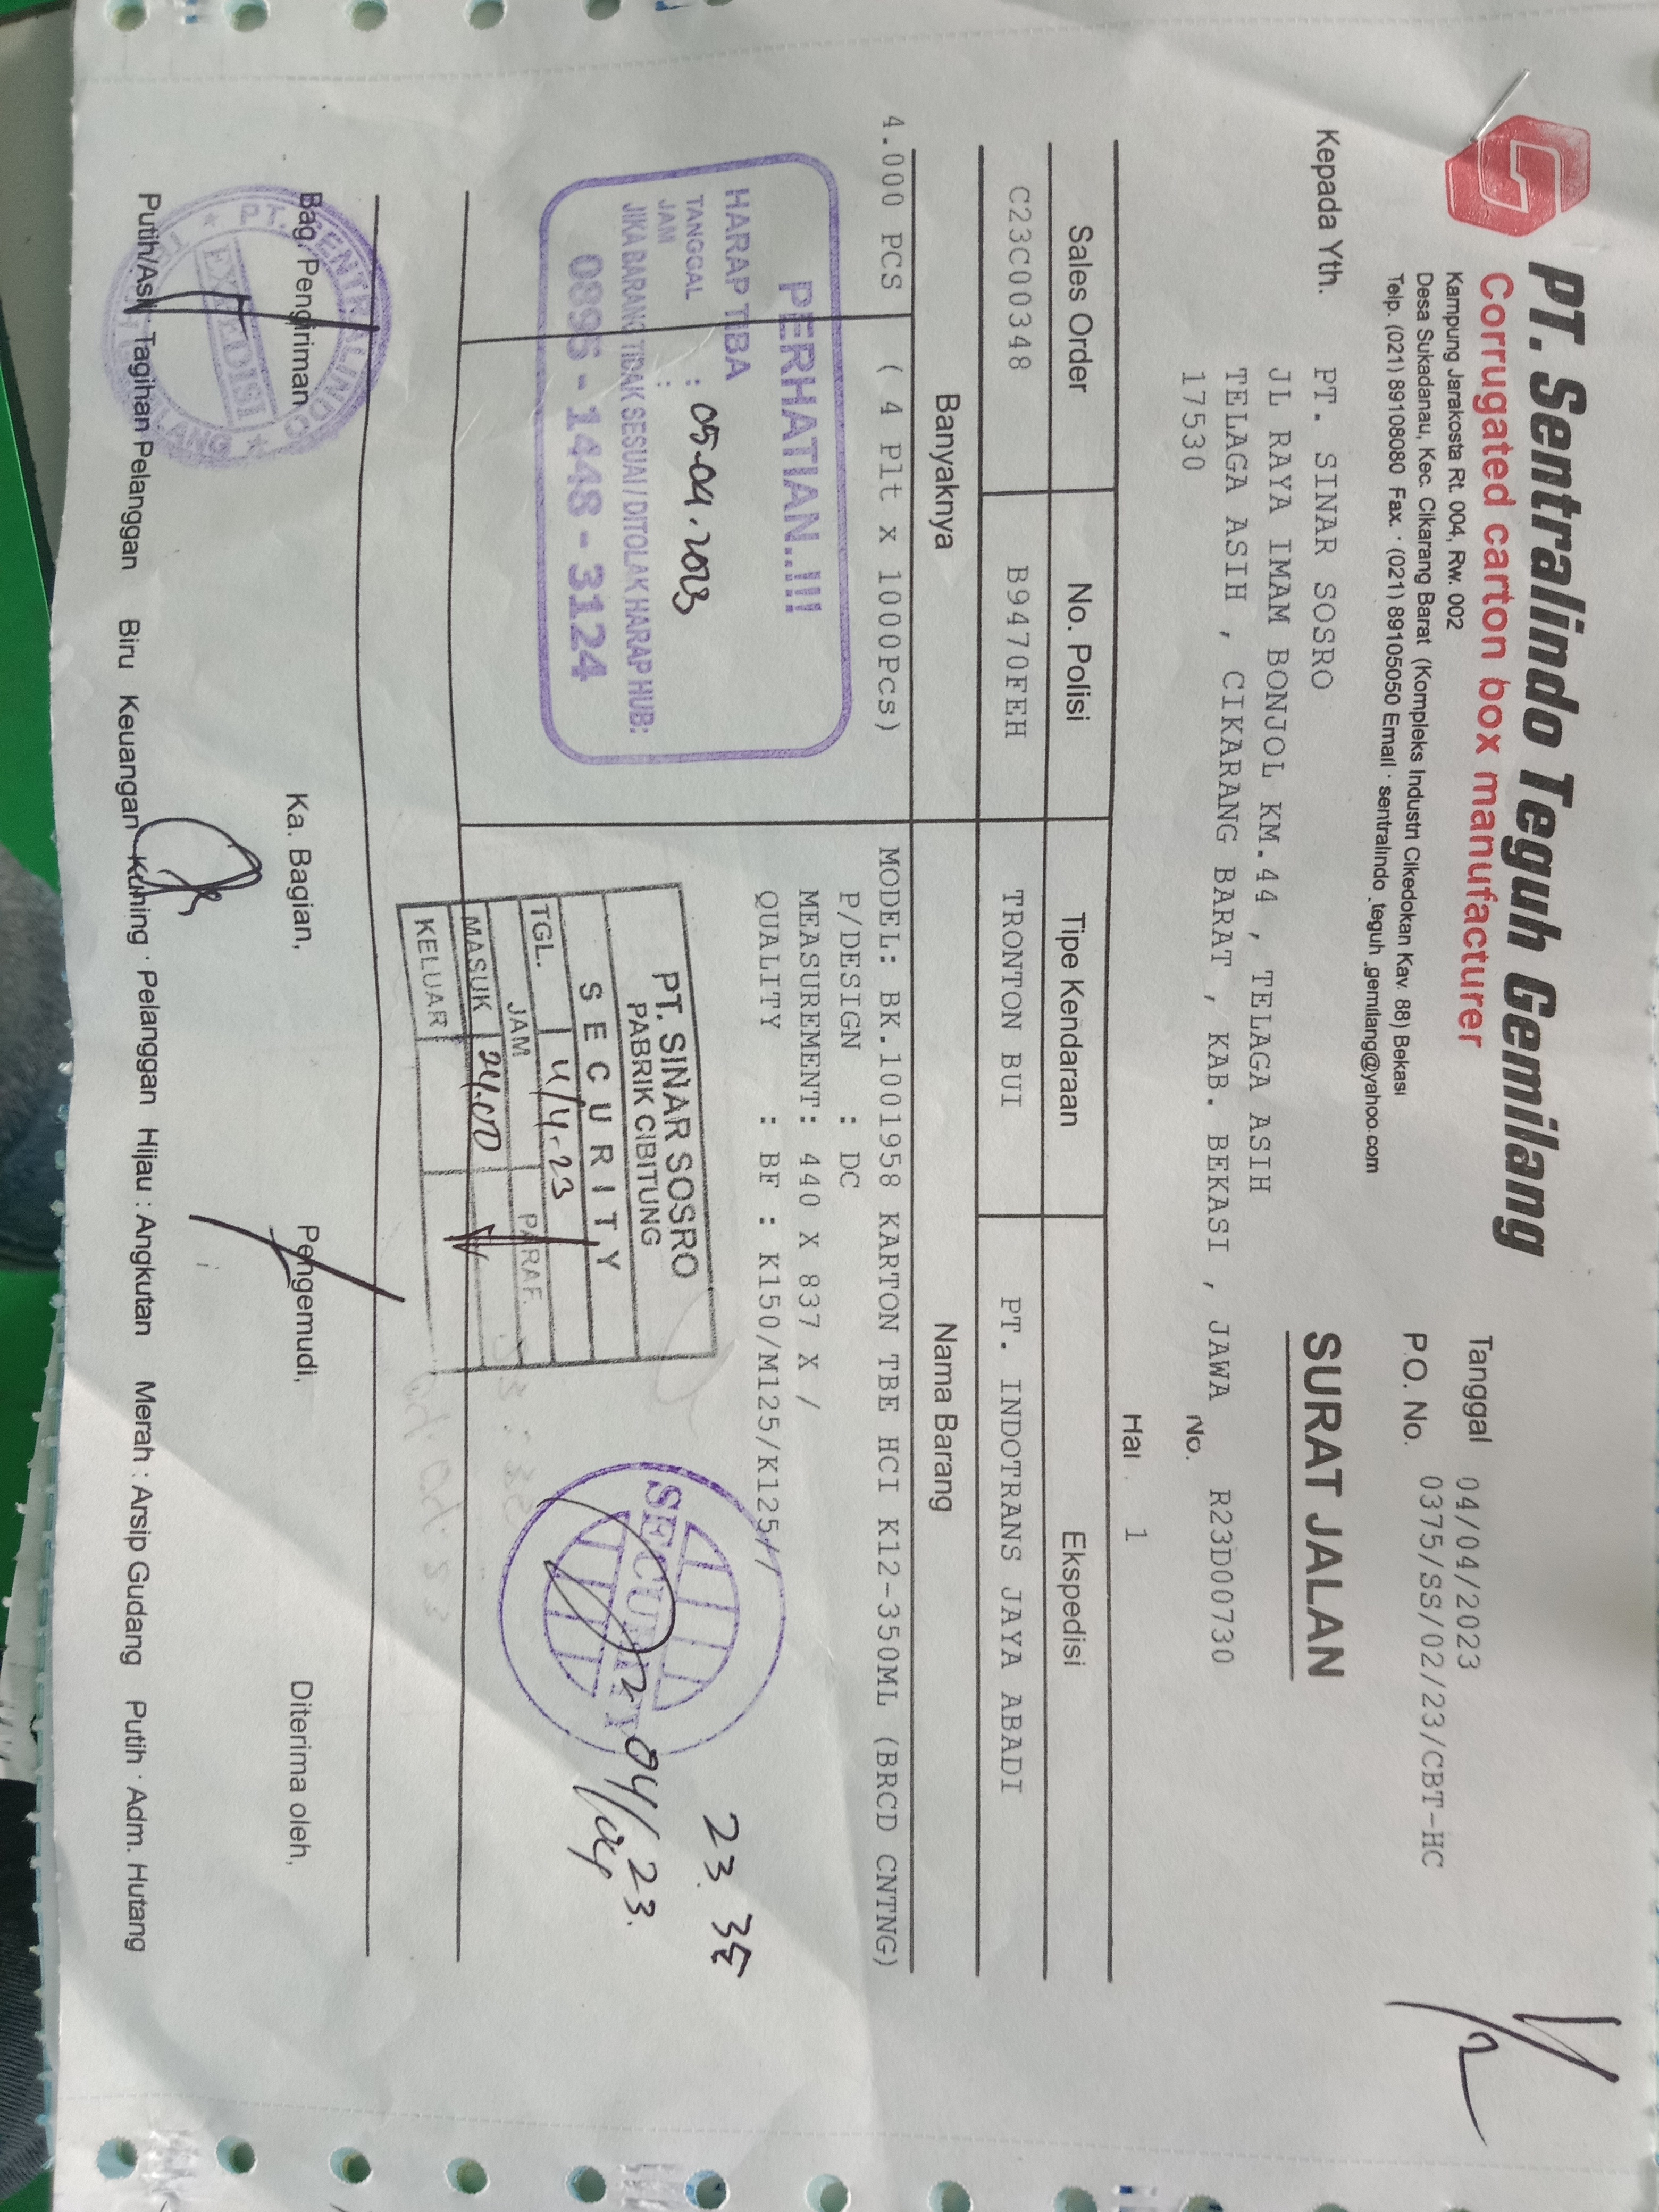 PT. Sentralindo Teguh Gemilang
Corrugated carton box manufacturer
Kampung Jarakosta Rt. 004, Rw. 002
Desa Sukadanau, Kec. Cikarang Barat (Kompleks Industri Cikedokan Kav. 88) Bekasi
Telp. (021) 89108080 Fax. : (021) 89105050 Email : sentralindo_teguh_gemilang@yahoo.com
Tanggal 04/04/2023
P.O. No. 0375/SS/02/23/CBT-HC
Kepada Yth. PT. SINAR SOSRO
SURAT JALAN
JL RAYA IMAM BONJOL KM.44 , TELAGA ASIH
TELAGA ASIH , CIKARANG BARAT , KAB. BEKASI , JAWA
17530
No. R23D00730
Hal. 1
Sales Order No. Polisi Tipe Kendaraan Ekspedisi
C23C00348 B9470FEH TRONTON BUI PT. INDOTRANS JAYA ABADI
Banyaknya Nama Barang
4.000 PCS ( 4 Plt x 1000Pcs) MODEL: BK.1001958 KARTON TBE HCI K12-350ML (BRCD CNTNG)
P/DESIGN : DC
MEASUREMENT: 440 X 837 X /
QUALITY : BF : K150/M125/K125//
PERHATIAN..!!!
HARAP TIBA
TANGGAL : 05.04.2023
JAM :
JIKA BARANG TIDAK SESUAI / DITOLAK HARAP HUB:
0895 - 1448 - 3124
PT. SINAR SOSRO
PABRIK CIBITUNG
SECURITY
TGL. 4/4-23
JAM PARAF.
MASUK 24.00
KELUAR
SECURITY
23 35
04/23.
Bag. Pengiriman Ka. Bagian, Pengemudi, Diterima oleh,
PT. SENTRALINDO
EXPEDISI
Putih/Asli : Tagihan Pelanggan Biru : Keuangan Kuning : Pelanggan Hijau : Angkutan Merah : Arsip Gudang Putih : Adm. Hutang